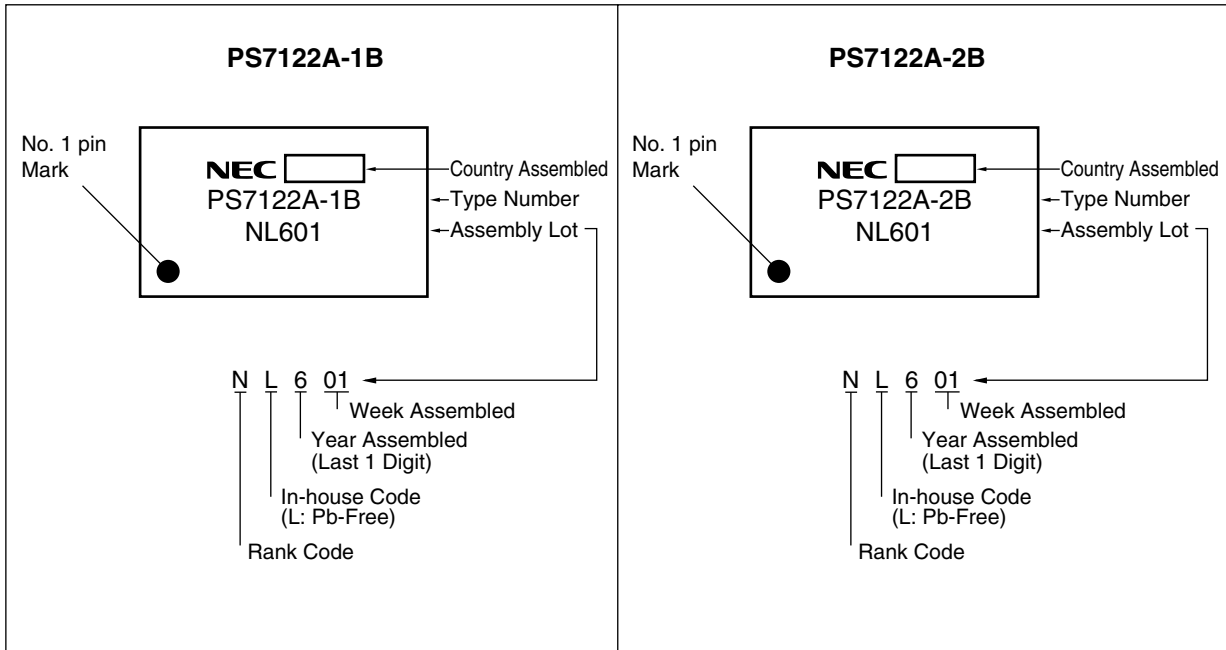 PS7122A-1B
No. 1 pin
Mark
NEC
Country Assembled
PS7122A-1B
Type Number
NL601
Assembly Lot
N L 6 01
Week Assembled
Year Assembled
(Last 1 Digit)
In-house Code
(L: Pb-Free)
Rank Code
PS7122A-2B
No. 1 pin
Mark
NEC
Country Assembled
PS7122A-2B
Type Number
NL601
Assembly Lot
N L 6 01
Week Assembled
Year Assembled
(Last 1 Digit)
In-house Code
(L: Pb-Free)
Rank Code